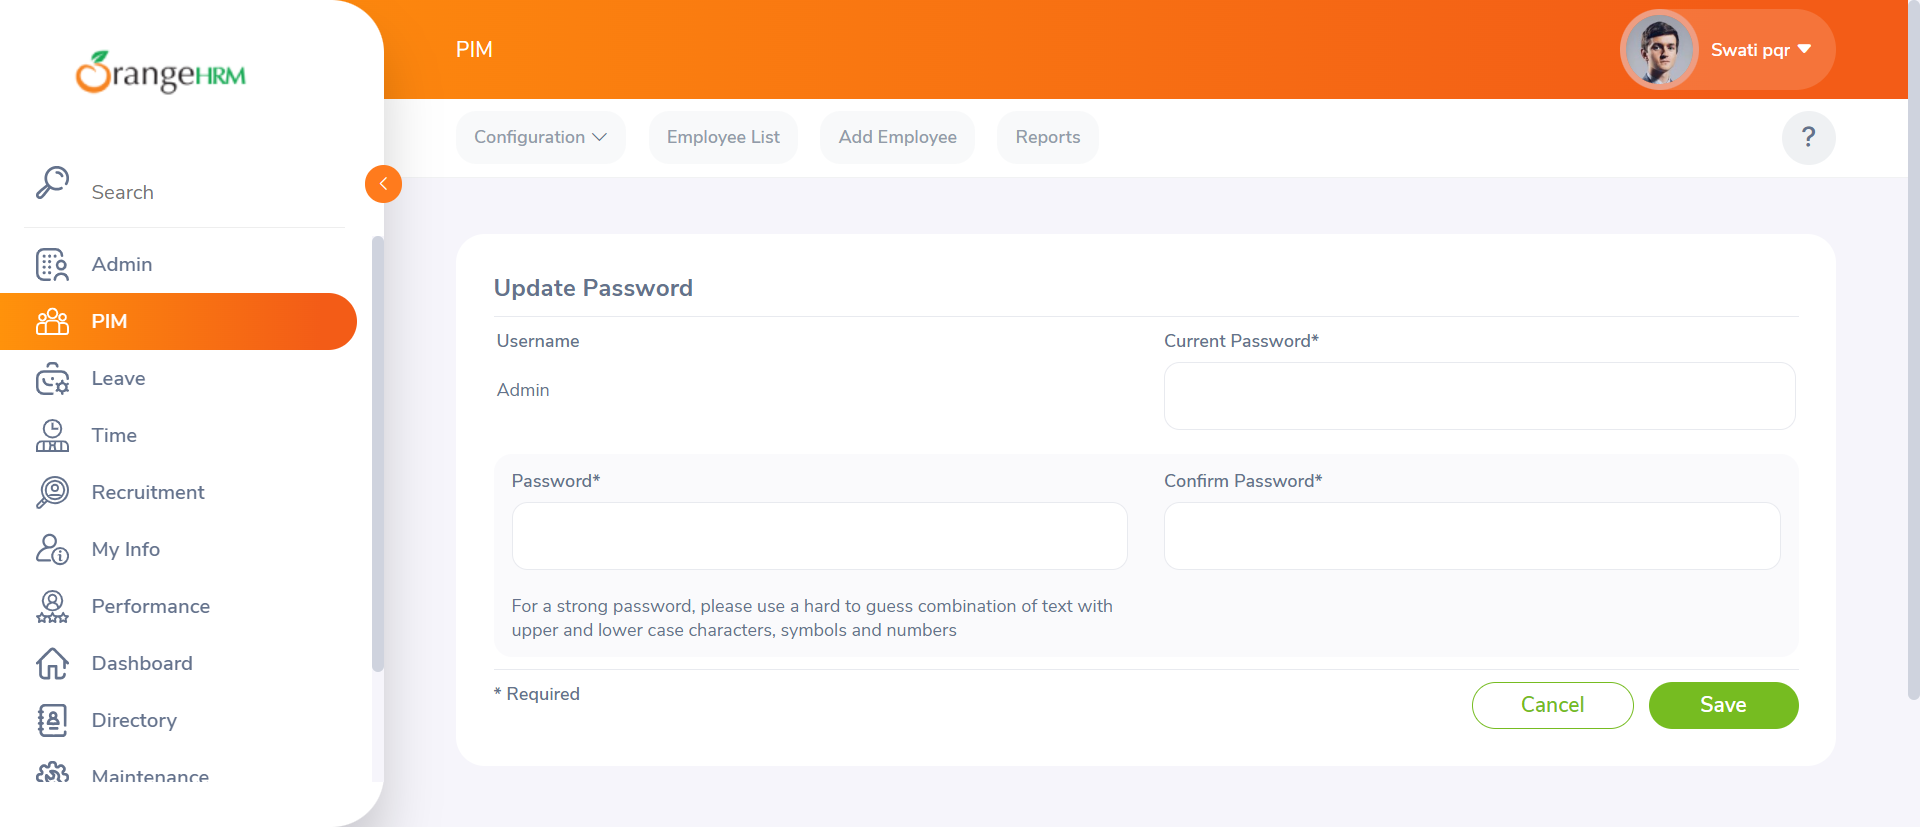 OrangeHRM
PIM
Swati pqr
Configuration
Employee List
Add Employee
Reports
?
Search
Admin
PIM
Leave
Time
Recruitment
My Info
Performance
Dashboard
Directory
Maintenance
Update Password
Username
Current Password*
Admin
Password*
Confirm Password*
For a strong password, please use a hard to guess combination of text with
upper and lower case characters, symbols and numbers
* Required
Cancel
Save